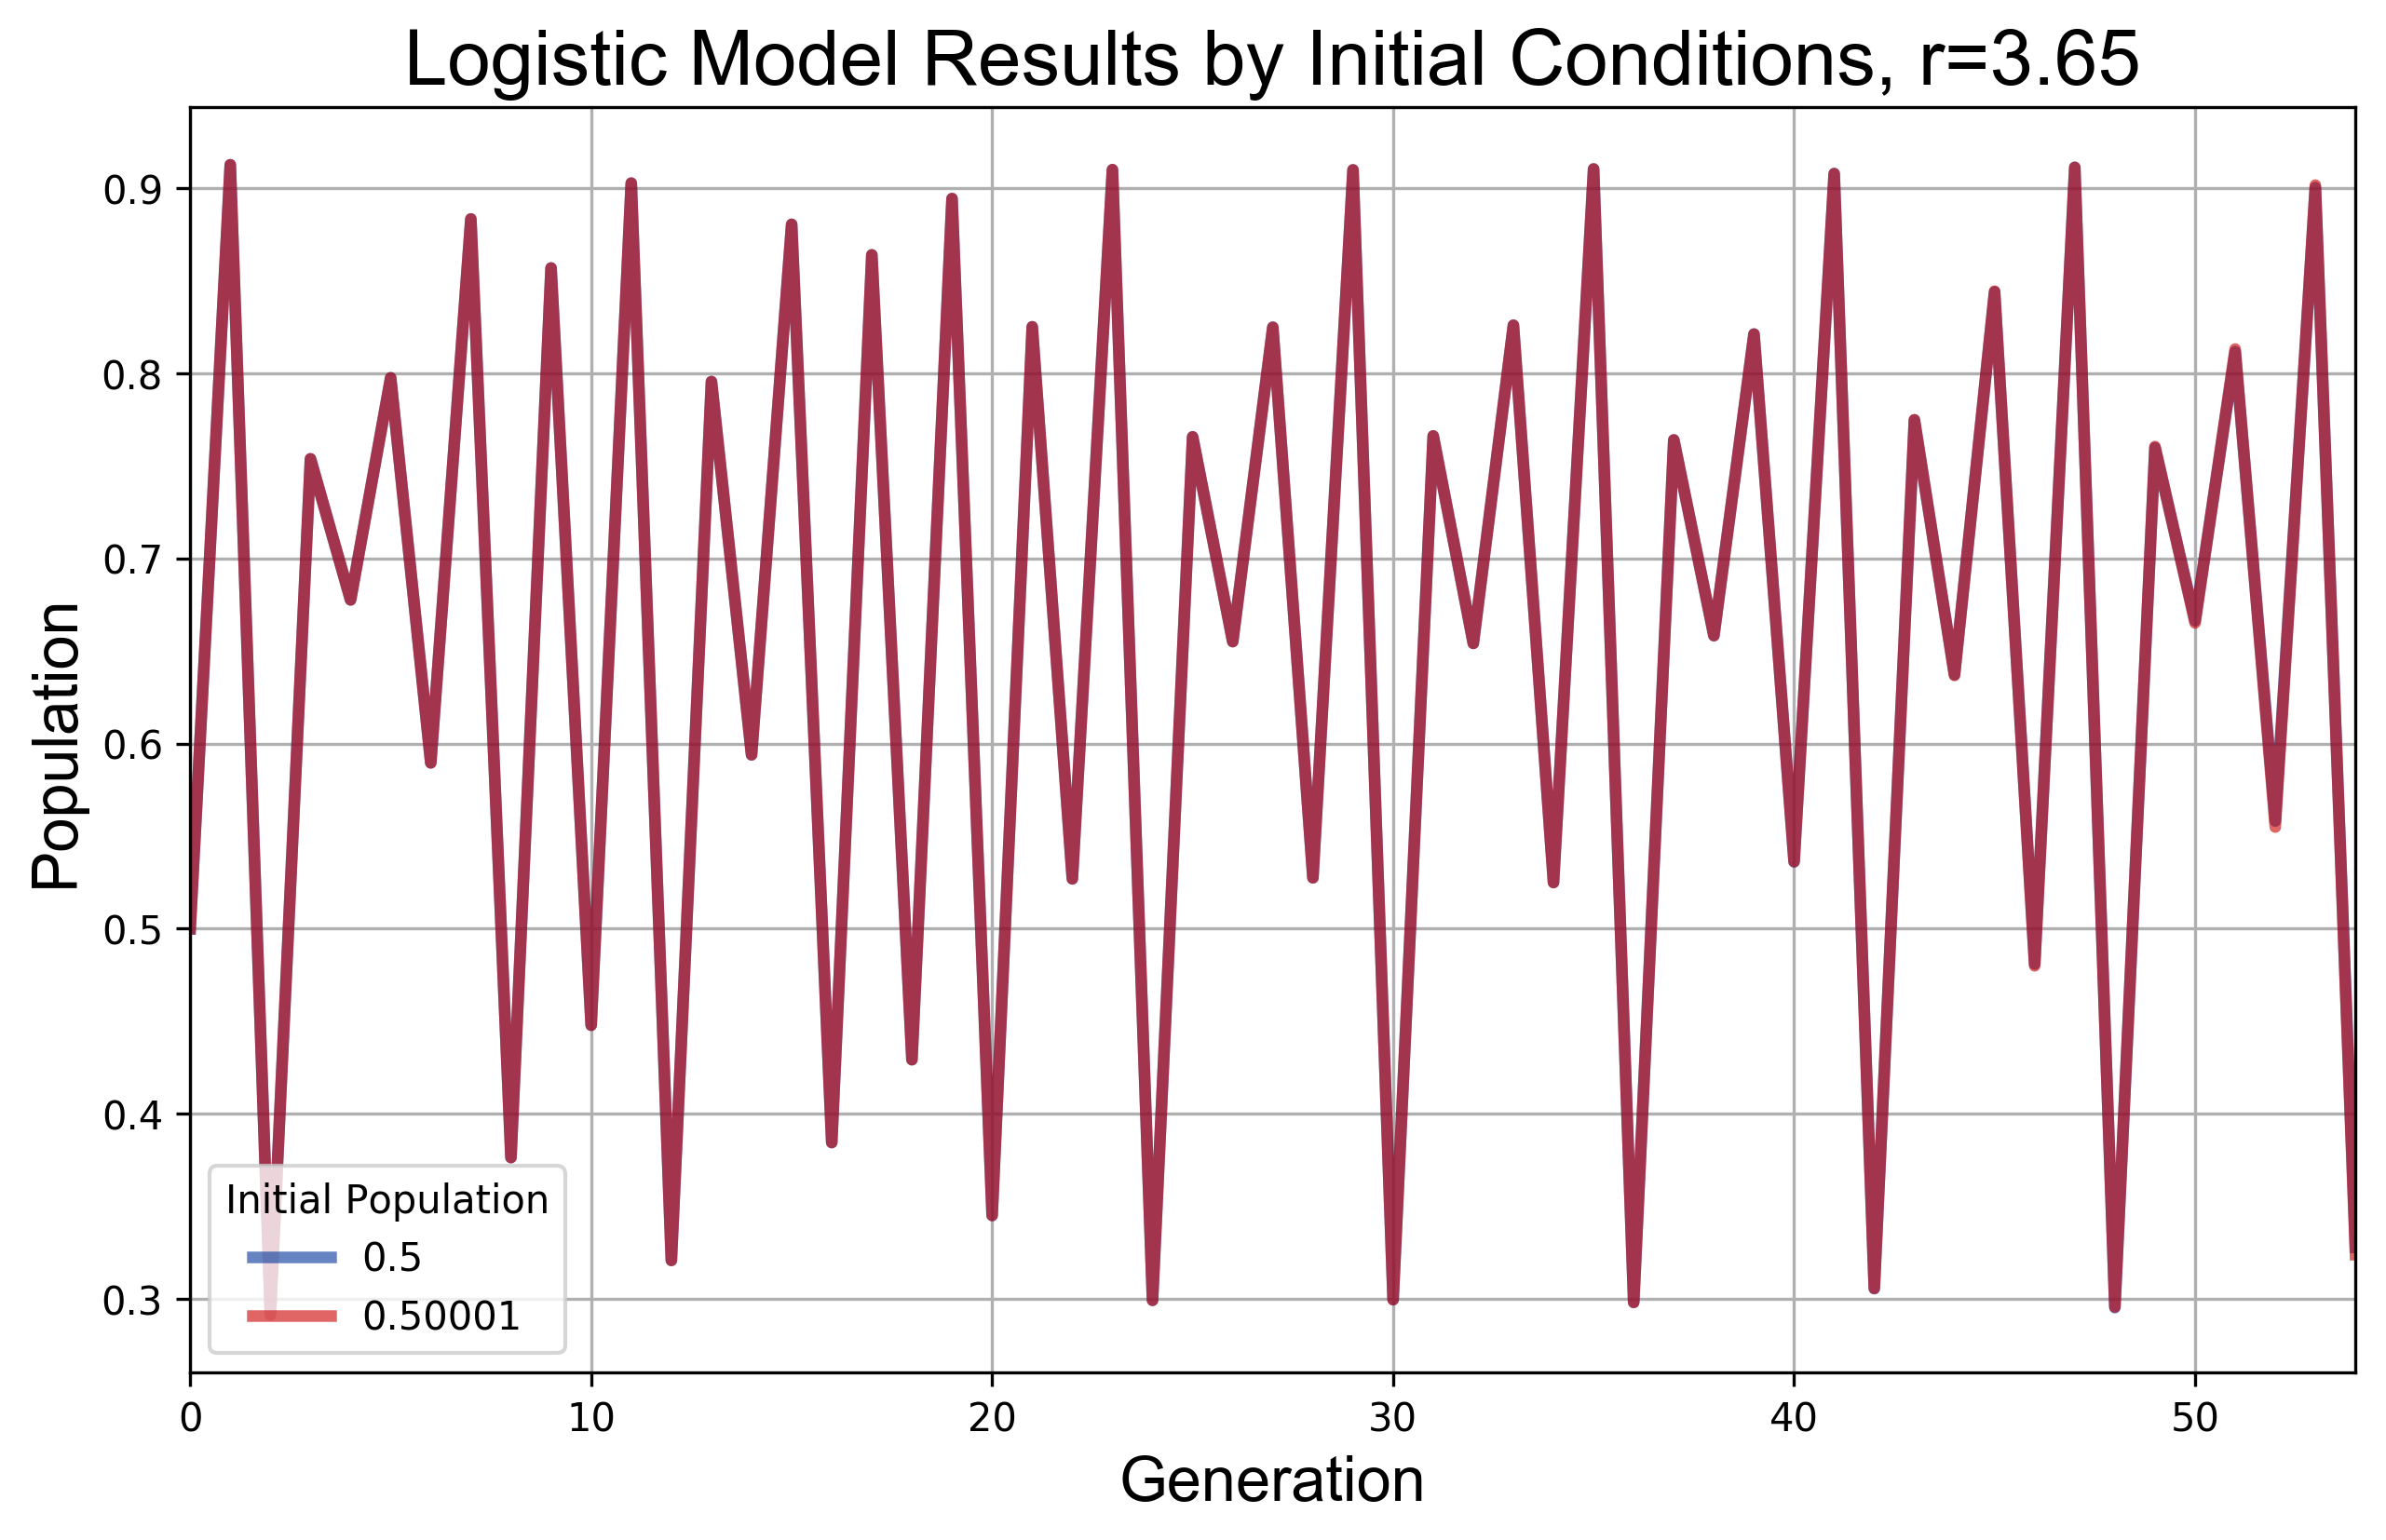 Logistic Model Results by Initial Conditions, r=3.65
Population
0.9
0.8
0.7
0.6
0.5
0.4
0.3
Initial Population
0.5
0.50001
0 10 20 30 40 50
Generation